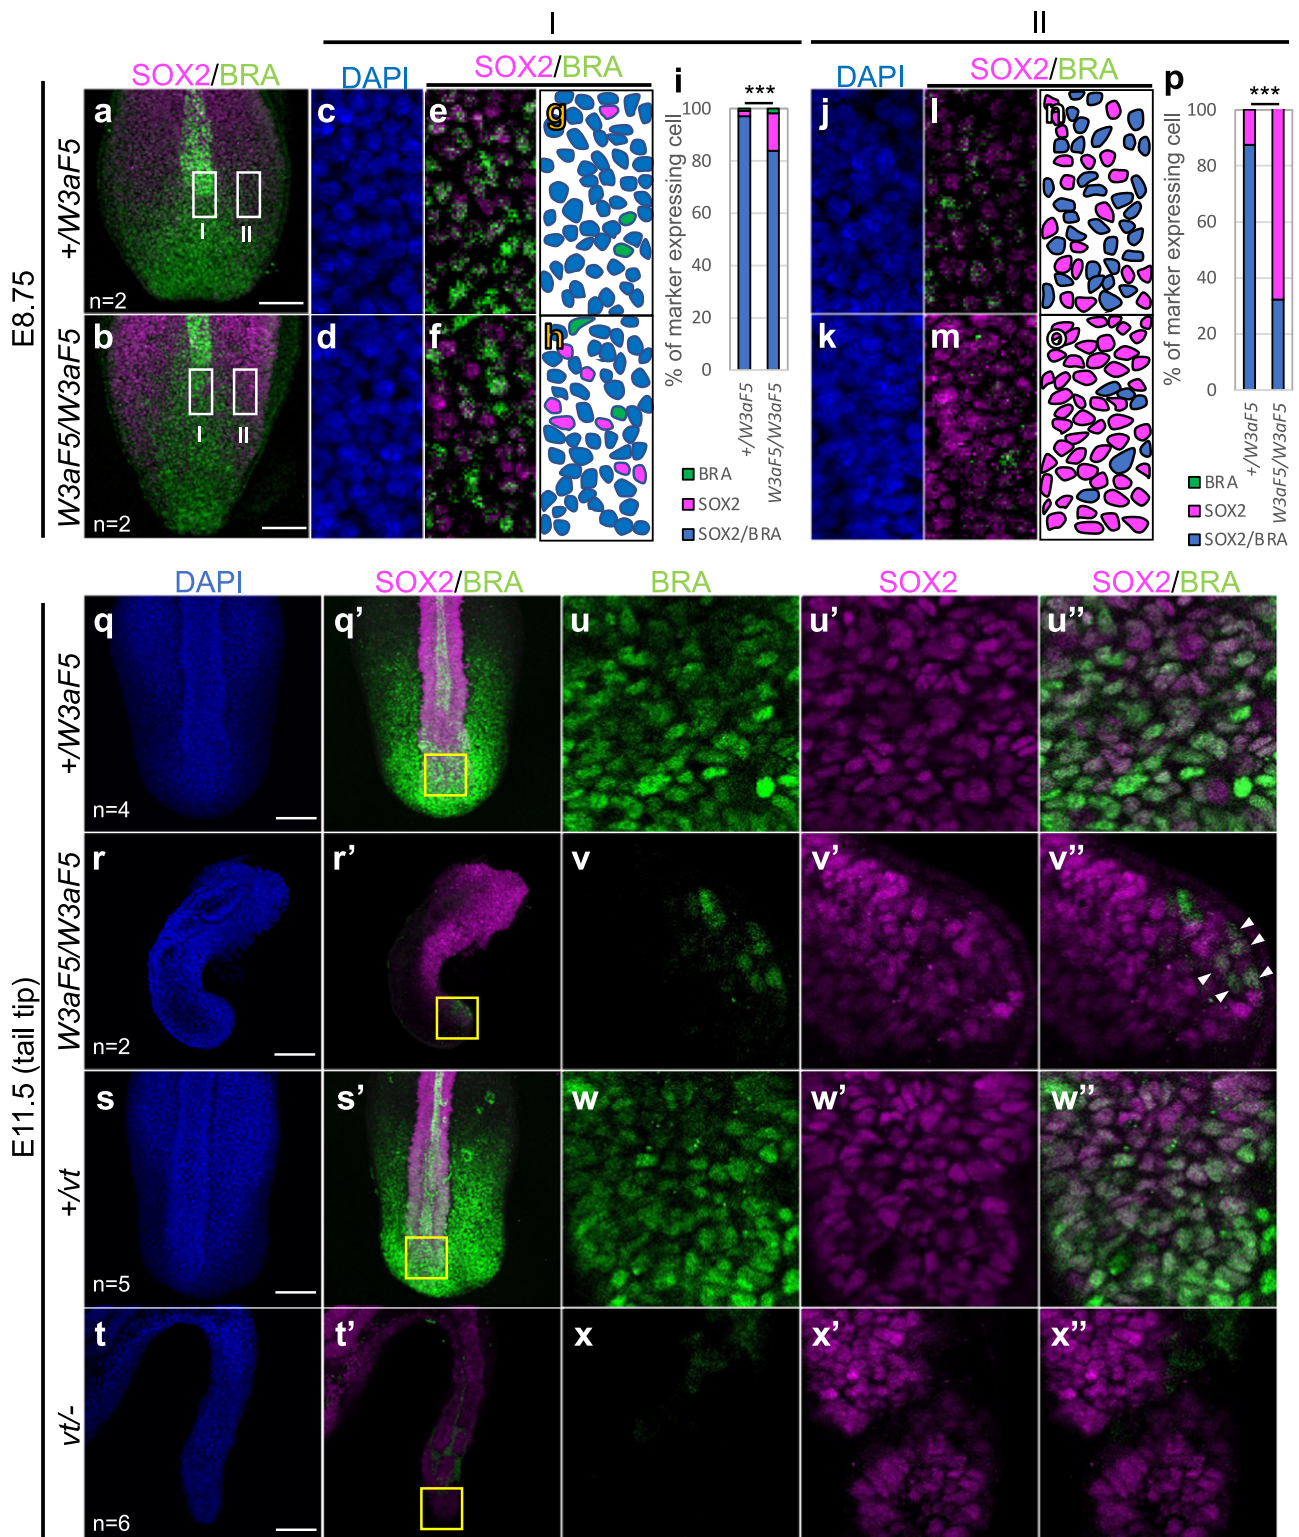 I
II
SOX2/BRA
DAPI
SOX2/BRA
DAPI
SOX2/BRA
E8.75
+/W3aF5
a
I
II
n=2
c
e
g
i
***
% of marker expressing cell
100
80
60
40
20
0
+/W3aF5
W3aF5/W3aF5
BRA
SOX2
SOX2/BRA
j
l
n
p
***
% of marker expressing cell
100
80
60
40
20
0
+/W3aF5
W3aF5/W3aF5
BRA
SOX2
SOX2/BRA
W3aF5/W3aF5
b
I
II
n=2
d
f
h
k
m
o
DAPI
SOX2/BRA
BRA
SOX2
SOX2/BRA
E11.5 (tail tip)
+/W3aF5
q
n=4
q’
u
u’
u’’
W3aF5/W3aF5
r
n=2
r’
v
v’
v’’
+/vt
s
n=5
s’
w
w’
w’’
vt/-
t
n=6
t’
x
x’
x’’